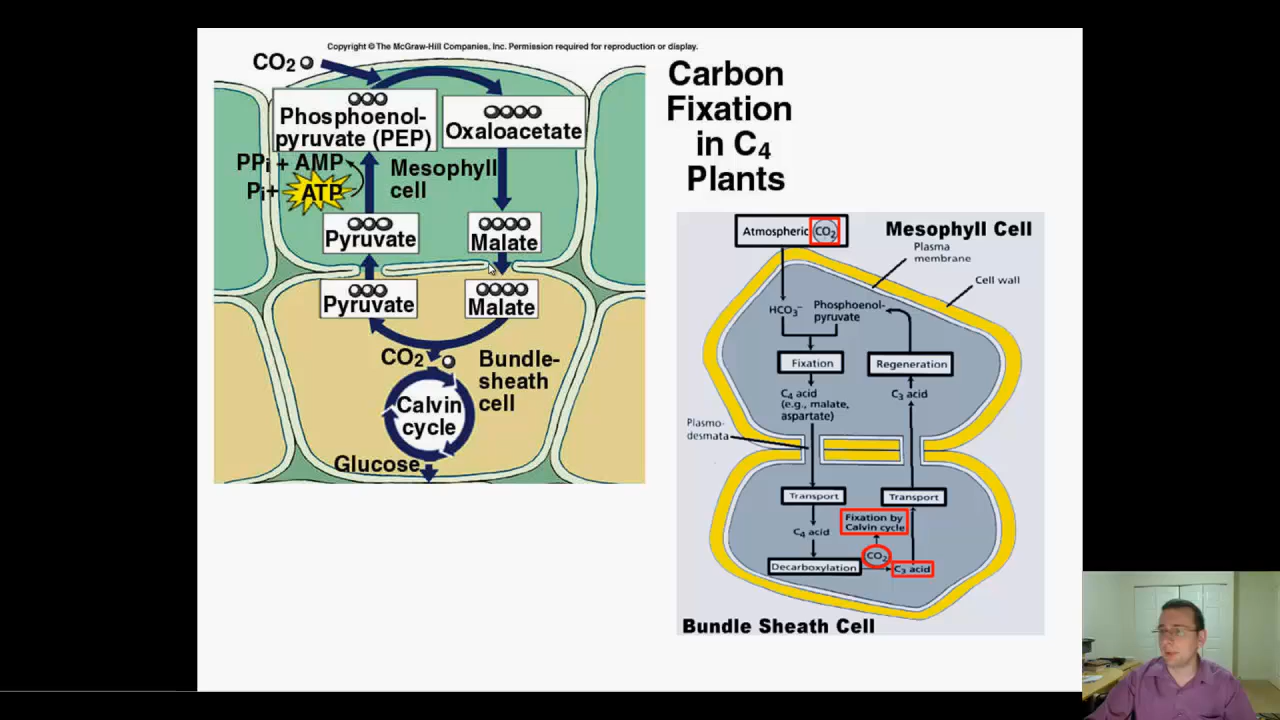 Copyright © The McGraw-Hill Companies, Inc. Permission required for reproduction or display.
CO2
Phosphoenol-
pyruvate (PEP)
Oxaloacetate
PPi + AMP
Pi+
ATP
Mesophyll
cell
Pyruvate
Malate
Pyruvate
Malate
CO2
Bundle-
sheath
cell
Calvin
cycle
Glucose
Carbon
Fixation
in C4
Plants
Atmospheric CO2
Mesophyll Cell
Plasma
membrane
Cell wall
HCO3−
Phosphoenol-
pyruvate
Fixation
Regeneration
C4 acid
(e.g., malate,
aspartate)
C3 acid
Plasmo-
desmata
Transport
Transport
Fixation by
Calvin cycle
C4 acid
CO2
Decarboxylation
C3 acid
Bundle Sheath Cell